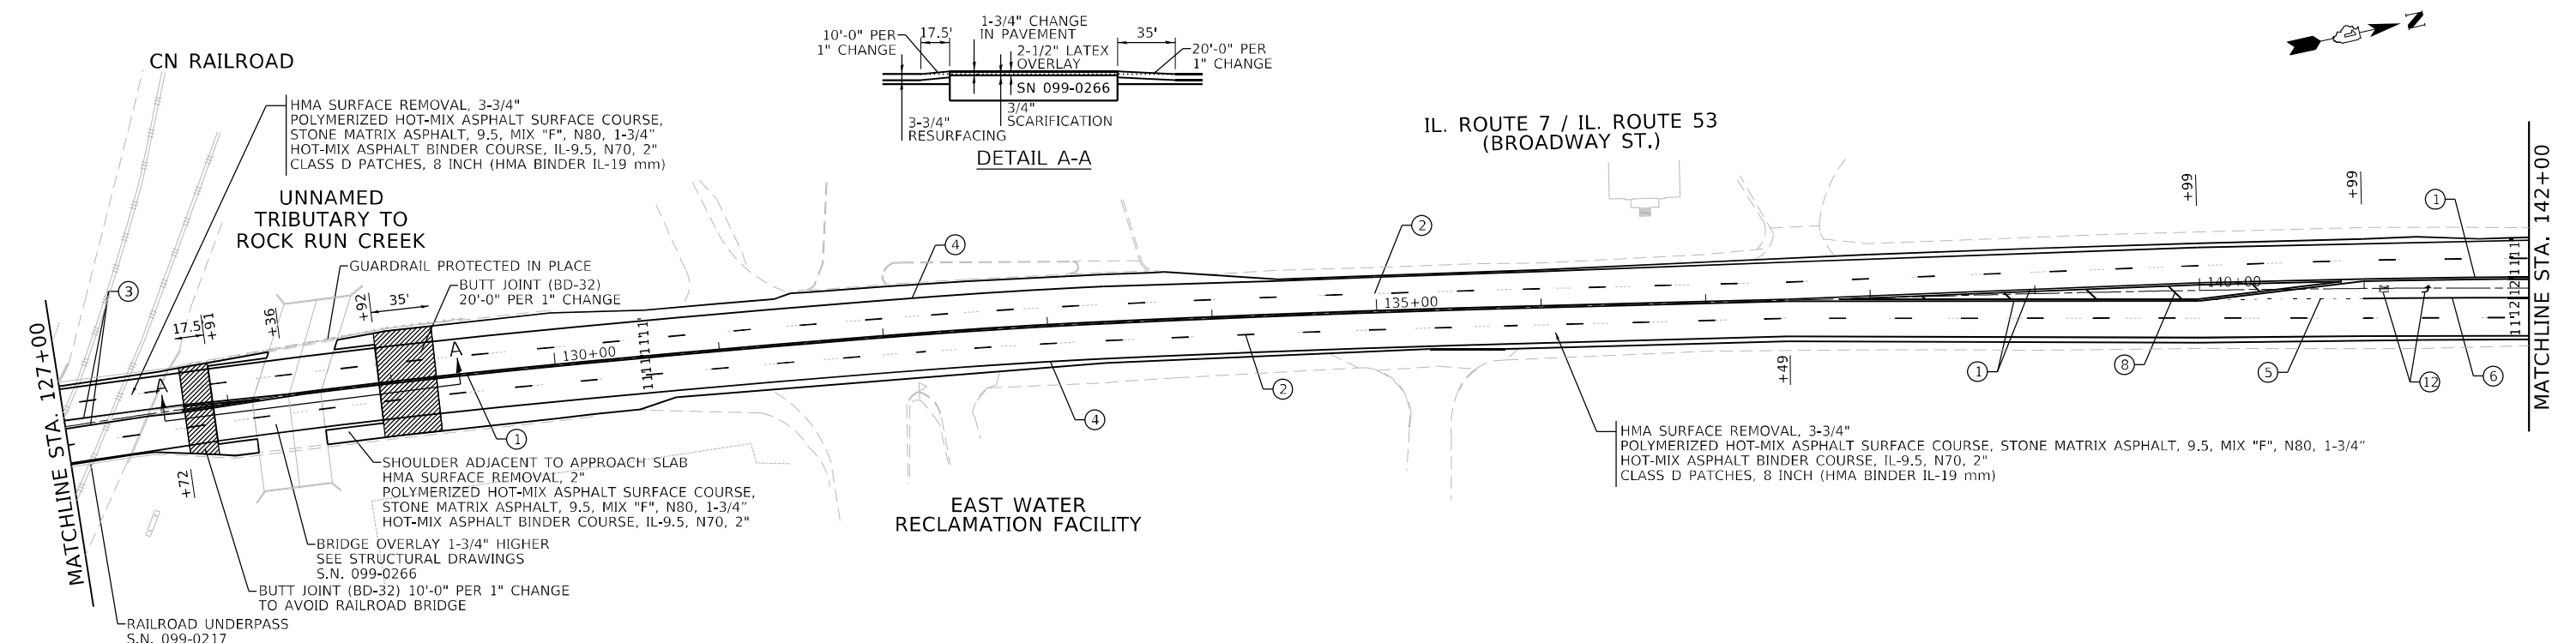 N
10'-0" PER
1" CHANGE
17.5'
1-3/4" CHANGE
IN PAVEMENT
2-1/2" LATEX
OVERLAY
35'
20'-0" PER
1" CHANGE
SN 099-0266
3/4"
SCARIFICATION
3-3/4"
RESURFACING
DETAIL A-A
CN RAILROAD
HMA SURFACE REMOVAL, 3-3/4"
POLYMERIZED HOT-MIX ASPHALT SURFACE COURSE,
STONE MATRIX ASPHALT, 9.5, MIX "F", N80, 1-3/4"
HOT-MIX ASPHALT BINDER COURSE, IL-9.5, N70, 2"
CLASS D PATCHES, 8 INCH (HMA BINDER IL-19 mm)
IL. ROUTE 7 / IL. ROUTE 53
(BROADWAY ST.)
UNNAMED
TRIBUTARY TO
ROCK RUN CREEK
GUARDRAIL PROTECTED IN PLACE
BUTT JOINT (BD-32)
20'-0" PER 1" CHANGE
+99
+99
1
2
4
3
MATCHLINE STA. 127+00
MATCHLINE STA. 142+00
17.5'
+91
+36
+92
35'
A
A
130+00
135+00
140+00
11'
11'
11'
11'
11'
11'
12'
12'
11'
+49
1
8
5
12
6
2
4
1
+72
HMA SURFACE REMOVAL, 3-3/4"
POLYMERIZED HOT-MIX ASPHALT SURFACE COURSE, STONE MATRIX ASPHALT, 9.5, MIX "F", N80, 1-3/4"
HOT-MIX ASPHALT BINDER COURSE, IL-9.5, N70, 2"
CLASS D PATCHES, 8 INCH (HMA BINDER IL-19 mm)
SHOULDER ADJACENT TO APPROACH SLAB
HMA SURFACE REMOVAL, 2"
POLYMERIZED HOT-MIX ASPHALT SURFACE COURSE,
STONE MATRIX ASPHALT, 9.5, MIX "F", N80, 1-3/4"
HOT-MIX ASPHALT BINDER COURSE, IL-9.5, N70, 2"
EAST WATER
RECLAMATION FACILITY
BRIDGE OVERLAY 1-3/4" HIGHER
SEE STRUCTURAL DRAWINGS
S.N. 099-0266
BUTT JOINT (BD-32) 10'-0" PER 1" CHANGE
TO AVOID RAILROAD BRIDGE
RAILROAD UNDERPASS
S.N. 099-0217